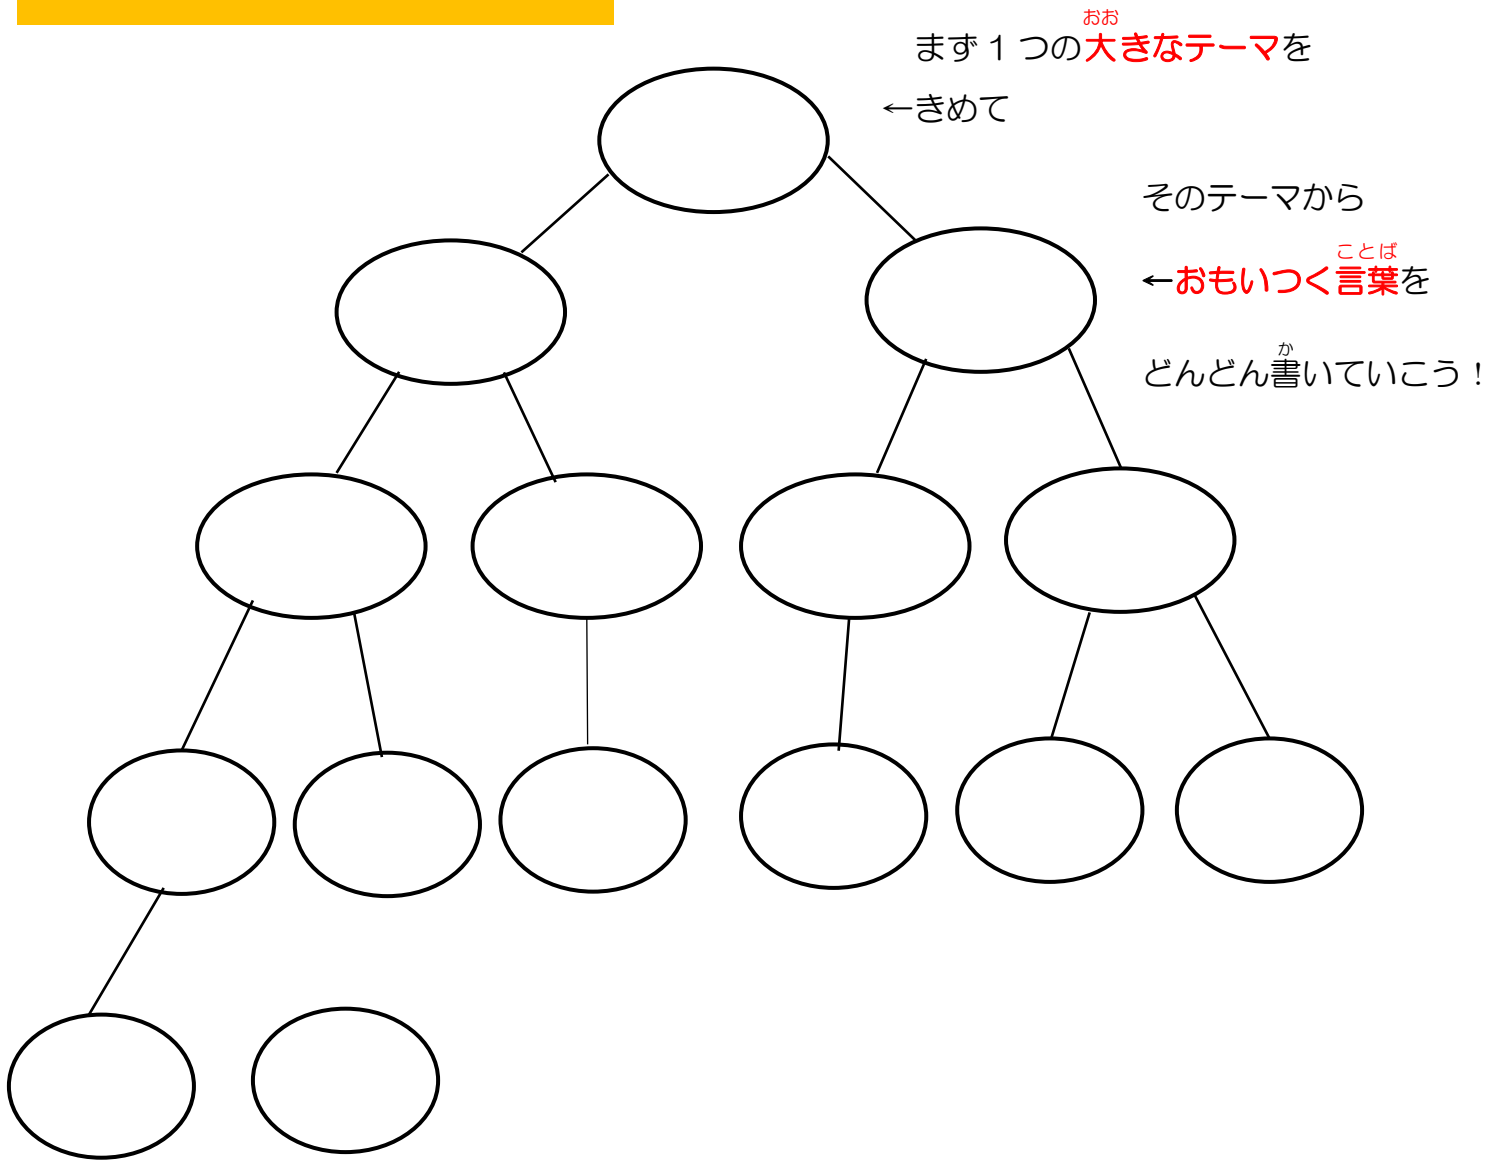 おお
まず１つの大きなテーマを
←きめて
そのテーマから
ことば
←おもいつく言葉を
か
どんどん書いていこう！